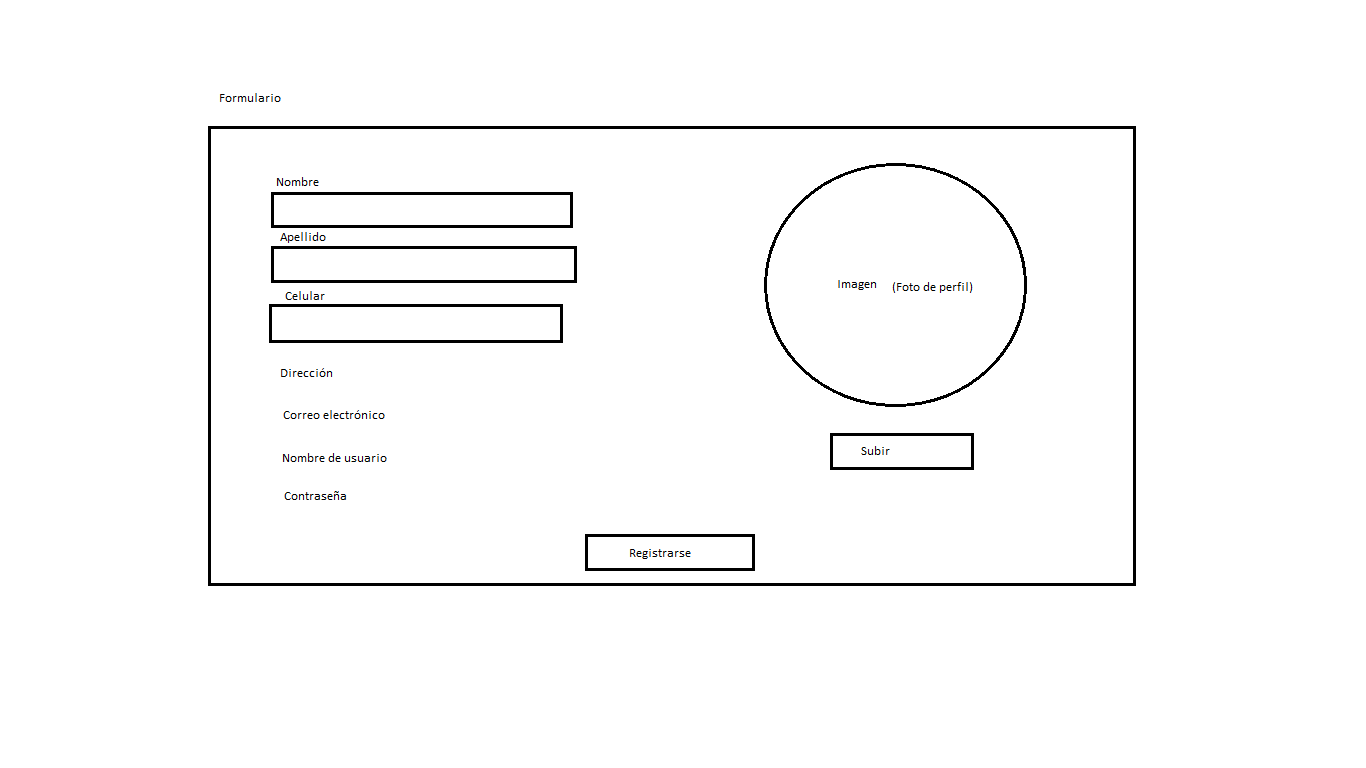 Formulario
Nombre
Apellido
Celular
Dirección
Correo electrónico
Nombre de usuario
Contraseña
Imagen (Foto de perfil)
Subir
Registrarse